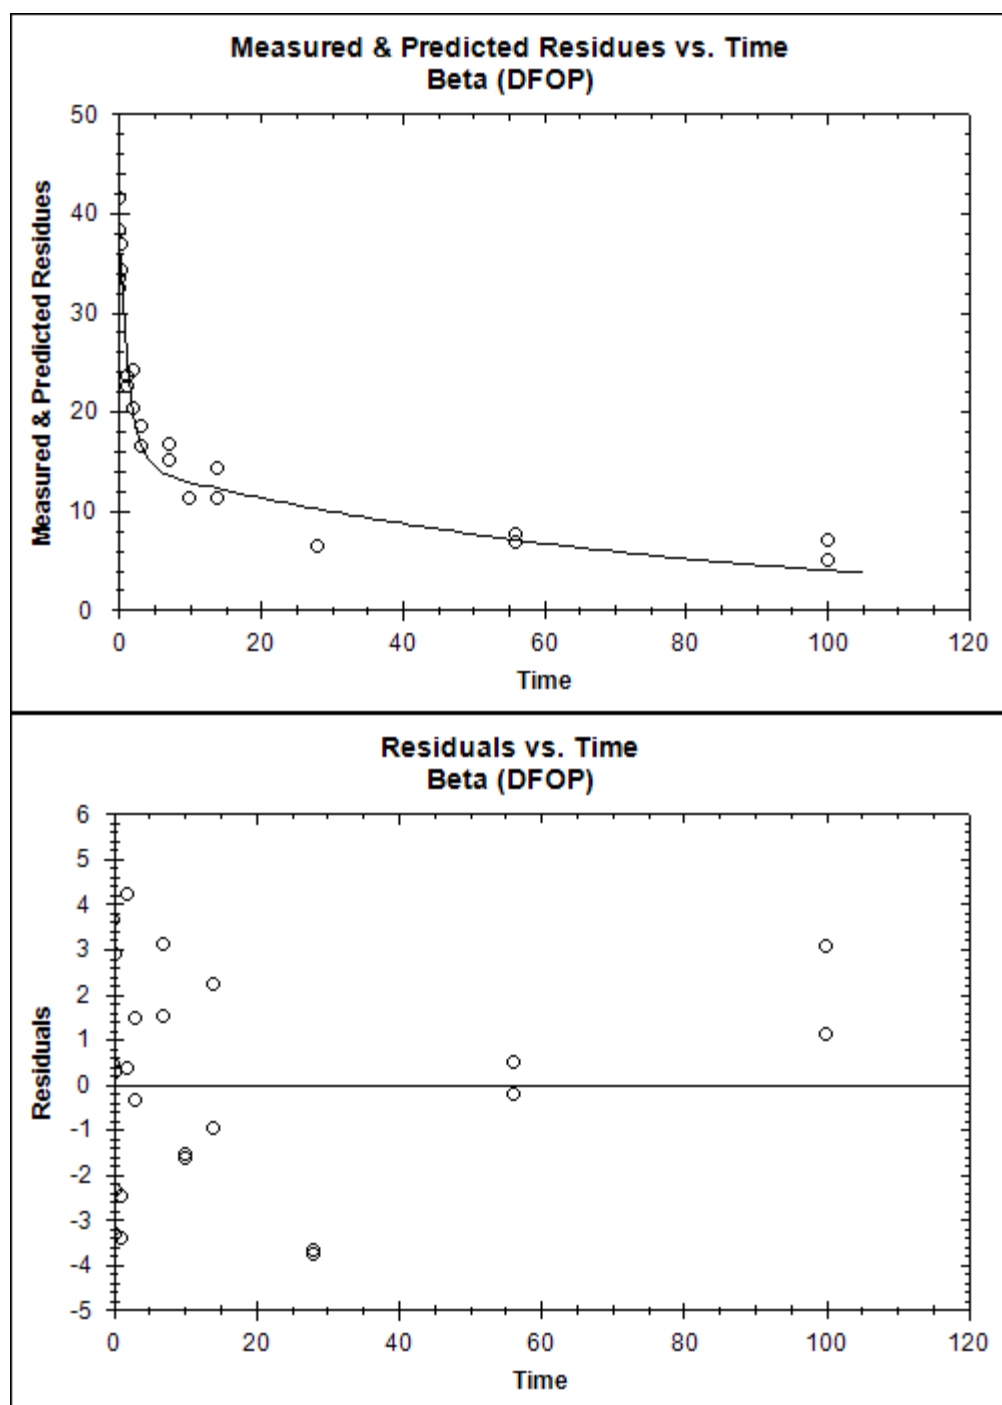 Measured & Predicted Residues vs. Time
Beta (DFOP)
50
40
30
20
10
0
Measured & Predicted Residues
0 20 40 60 80 100 120
Time
Residuals vs. Time
Beta (DFOP)
6
5
4
3
2
1
0
-1
-2
-3
-4
-5
Residuals
0 20 40 60 80 100 120
Time